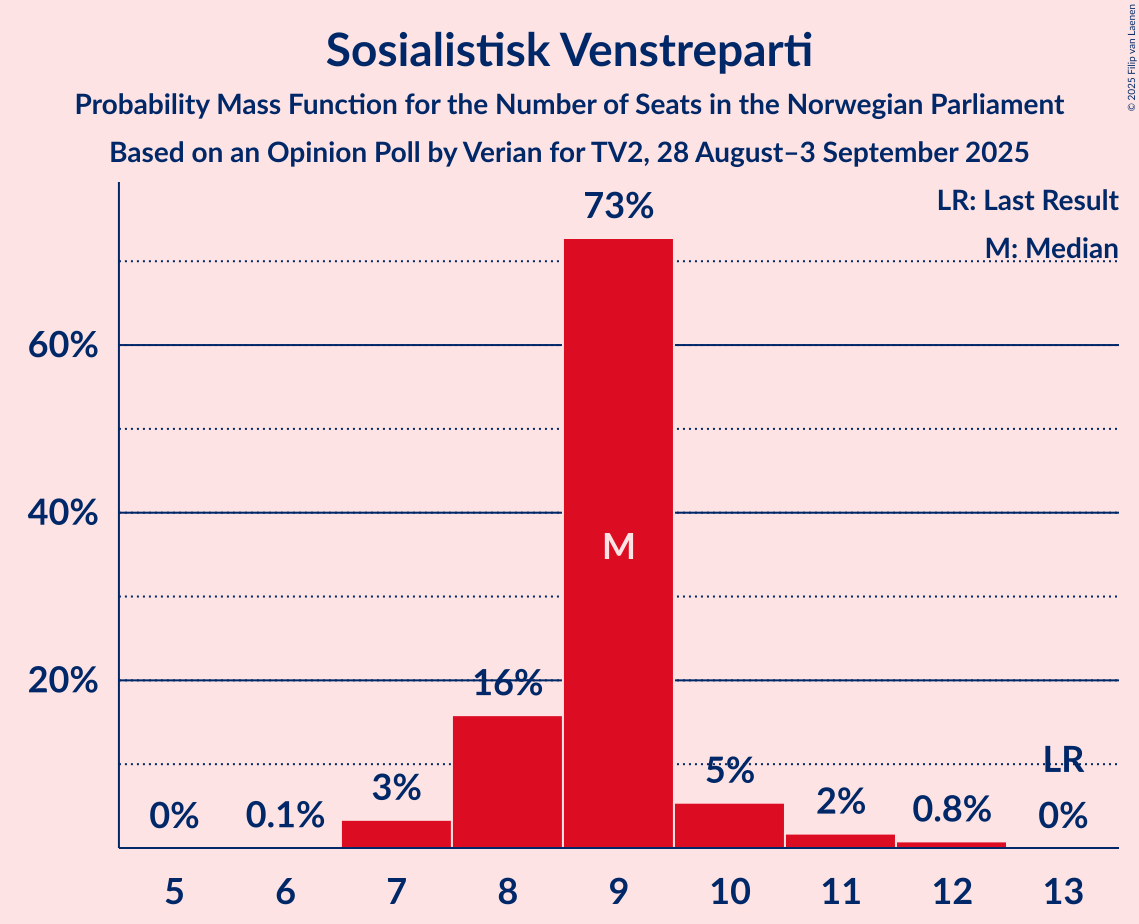 Sosialistisk Venstreparti
Probability Mass Function for the Number of Seats in the Norwegian Parliament
Based on an Opinion Poll by Verian for TV2, 28 August–3 September 2025
© 2025 Filip van Laenen
LR: Last Result
M: Median
60%
40%
20%
0%
0.1%
3%
16%
73%
M
5%
2%
0.8%
LR
0%
5 6 7 8 9 10 11 12 13